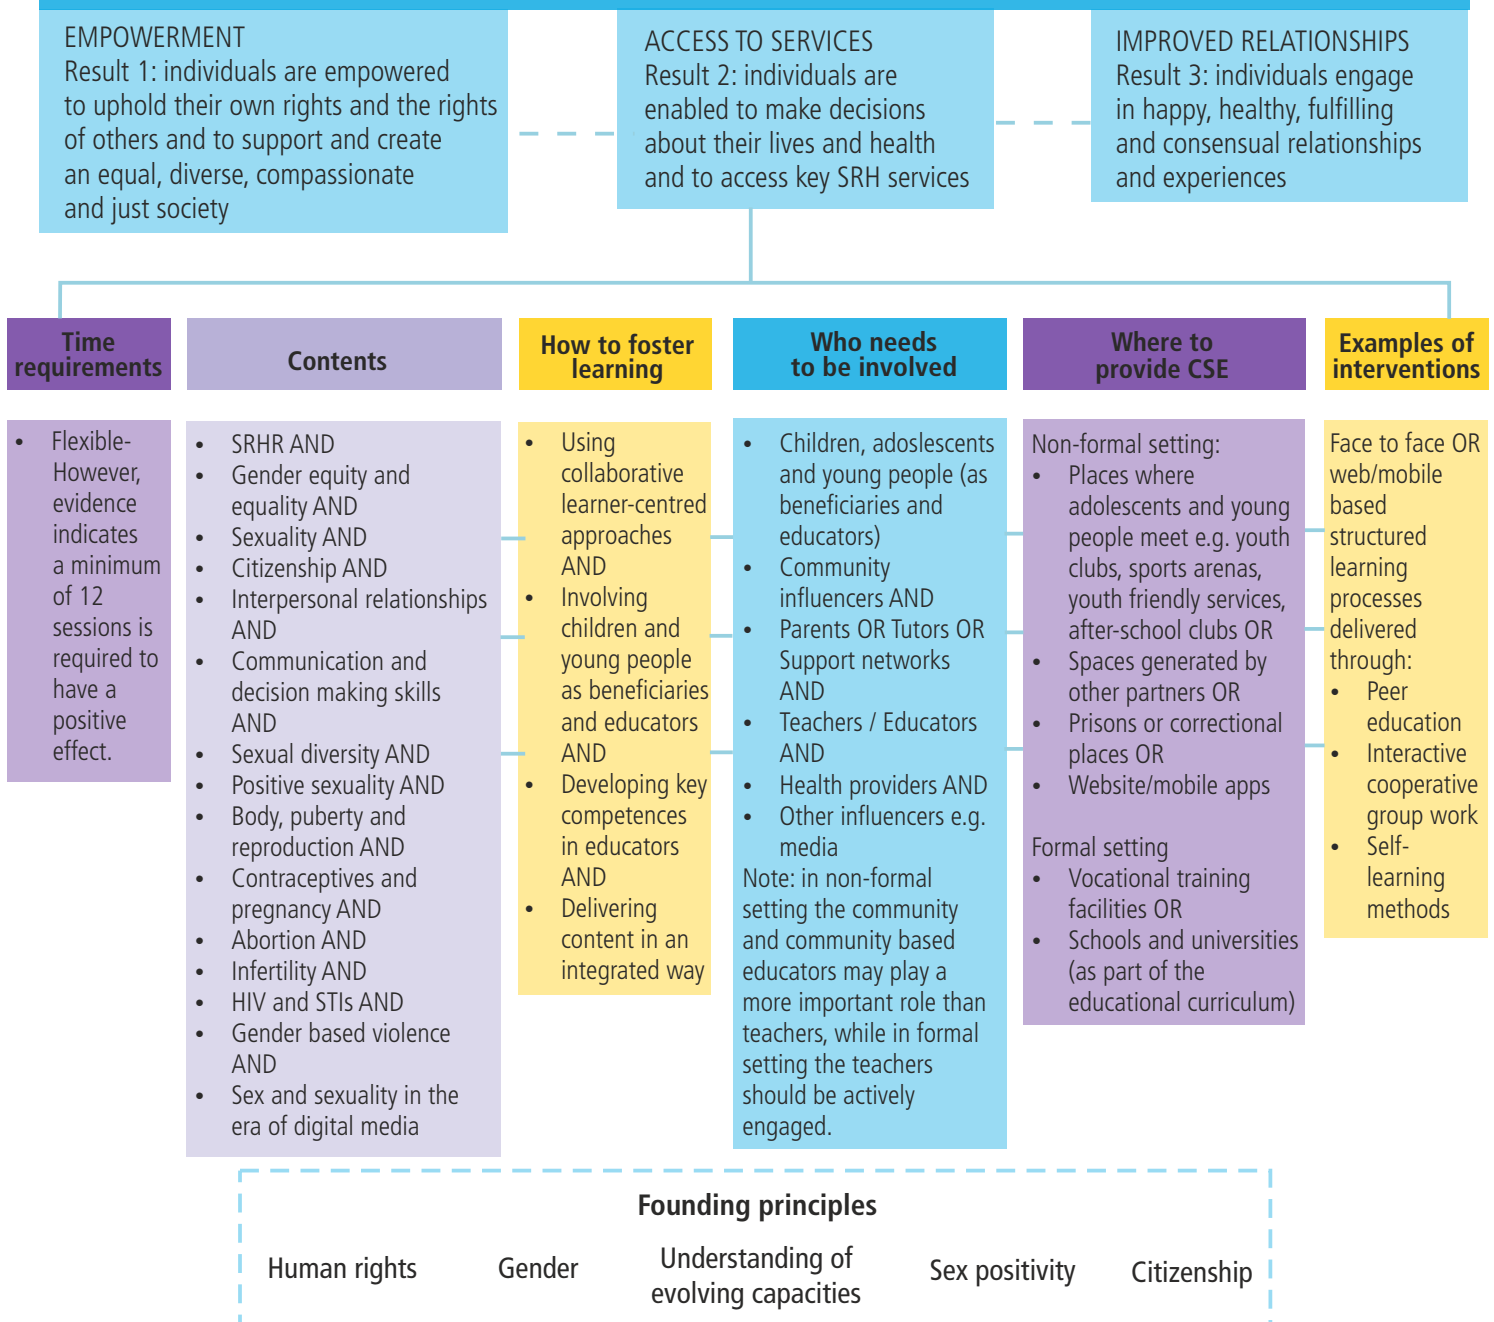 EMPOWERMENT
Result 1: individuals are empowered
to uphold their own rights and the rights
of others and to support and create
an equal, diverse, compassionate
and just society
ACCESS TO SERVICES
Result 2: individuals are
enabled to make decisions
about their lives and health
and to access key SRH services
IMPROVED RELATIONSHIPS
Result 3: individuals engage
in happy, healthy, fulfilling
and consensual relationships
and experiences
Time
requirements
Contents
How to foster
learning
Who needs
to be involved
Where to
provide CSE
Examples of
interventions
• Flexible-
However,
evidence
indicates
a minimum
of 12
sessions is
required to
have a
positive
effect.
• SRHR AND
• Gender equity and
equality AND
• Sexuality AND
• Citizenship AND
• Interpersonal relationships
AND
• Communication and
decision making skills
AND
• Sexual diversity AND
• Positive sexuality AND
• Body, puberty and
reproduction AND
• Contraceptives and
pregnancy AND
• Abortion AND
• Infertility AND
• HIV and STIs AND
• Gender based violence
AND
• Sex and sexuality in the
era of digital media
• Using
collaborative
learner-centred
approaches
AND
• Involving
children and
young people
as beneficiaries
and educators
AND
• Developing key
competences
in educators
AND
• Delivering
content in an
integrated way
• Children, adoslescents
and young people (as
beneficiaries and
educators)
• Community
influencers AND
• Parents OR Tutors OR
Support networks
AND
• Teachers / Educators
AND
• Health providers AND
• Other influencers e.g.
media
Note: in non-formal
setting the community
and community based
educators may play a
more important role than
teachers, while in formal
setting the teachers
should be actively
engaged.
Non-formal setting:
• Places where
adolescents and young
people meet e.g. youth
clubs, sports arenas,
youth friendly services,
after-school clubs OR
• Spaces generated by
other partners OR
• Prisons or correctional
places OR
• Website/mobile apps
Formal setting
• Vocational training
facilities OR
• Schools and universities
(as part of the
educational curriculum)
Face to face OR
web/mobile
based
structured
learning
processes
delivered
through:
• Peer
education
• Interactive
cooperative
group work
• Self-
learning
methods
Founding principles
Human rights
Gender
Understanding of
evolving capacities
Sex positivity
Citizenship